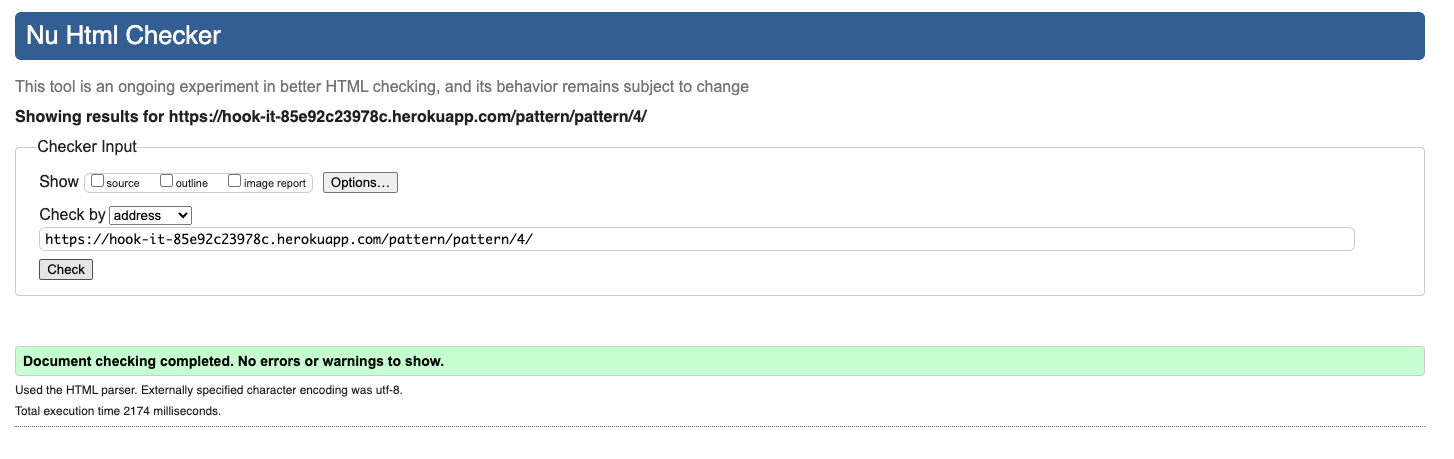 Nu Html Checker
This tool is an ongoing experiment in better HTML checking, and its behavior remains subject to change
Showing results for https://hook-it-85e92c23978c.herokuapp.com/pattern/pattern/4/
Checker Input
Show source outline image report Options...
Check by address
https://hook-it-85e92c23978c.herokuapp.com/pattern/pattern/4/
Check
Document checking completed. No errors or warnings to show.
Used the HTML parser. Externally specified character encoding was utf-8.
Total execution time 2174 milliseconds.